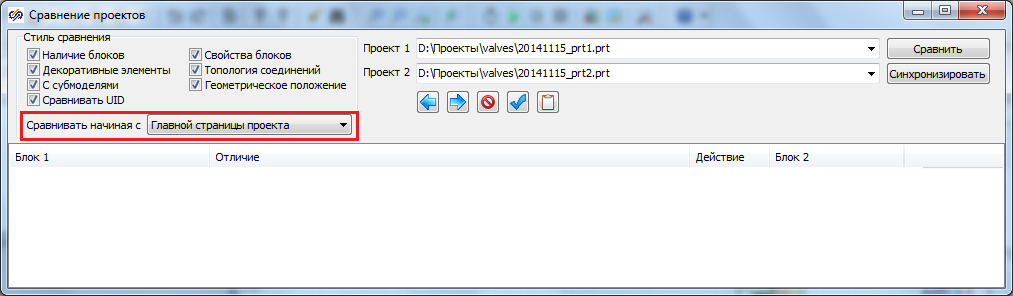 Сравнение проектов
Стиль сравнения
Наличие блоков
Свойства блоков
Декоративные элементы
Топология соединений
С субмоделями
Геометрическое положение
Сравнивать UID
Сравнивать начиная с Главной страницы проекта
Проект 1 D:\Проекты\valves\20141115_prt1.prt Сравнить
Проект 2 D:\Проекты\valves\20141115_prt2.prt Синхронизировать
Блок 1 Отличие Действие Блок 2